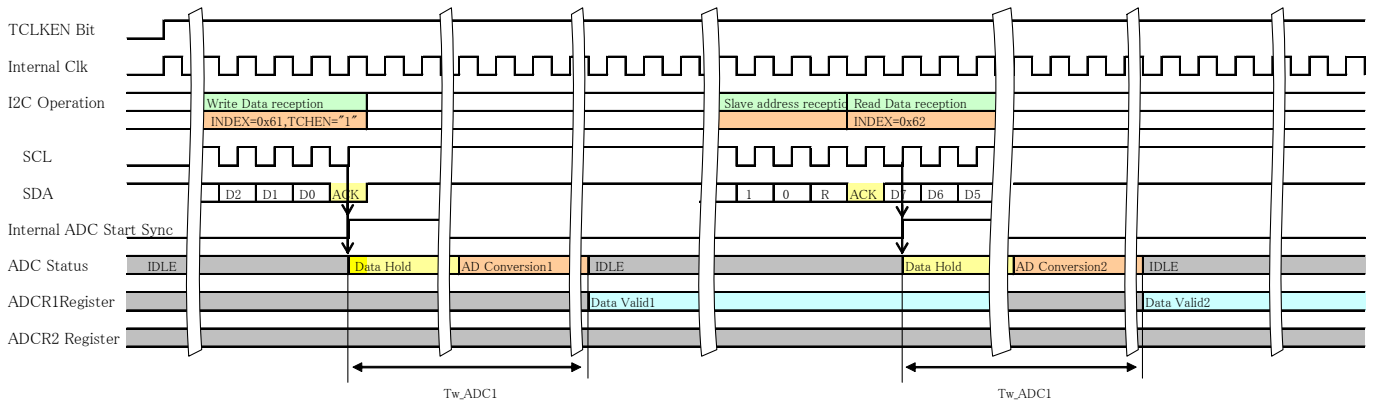 TCLKEN Bit
Internal Clk
I2C Operation
Write Data reception
Slave address receptio
Read Data reception
INDEX=0x61,TCHEN="1"
INDEX=0x62
SCL
SDA
D2
D1
D0
ACK
1
0
R
ACK
D7
D6
D5
Internal ADC Start Sync
ADC Status
IDLE
Data Hold
AD Conversion1
IDLE
Data Hold
AD Conversion2
IDLE
ADCR1Register
Data Valid1
Data Valid2
ADCR2 Register
Tw_ADC1
Tw_ADC1